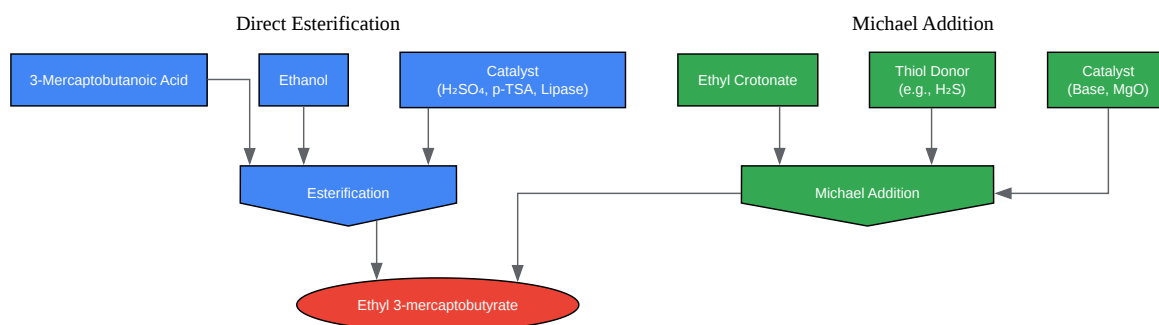 Direct Esterification
Michael Addition
3-Mercaptobutanoic Acid
Ethanol
Catalyst
(H₂SO₄, p-TSA, Lipase)
Ethyl Crotonate
Thiol Donor
(e.g., H₂S)
Catalyst
(Base, MgO)
Esterification
Michael Addition
Ethyl 3-mercaptobutyrate